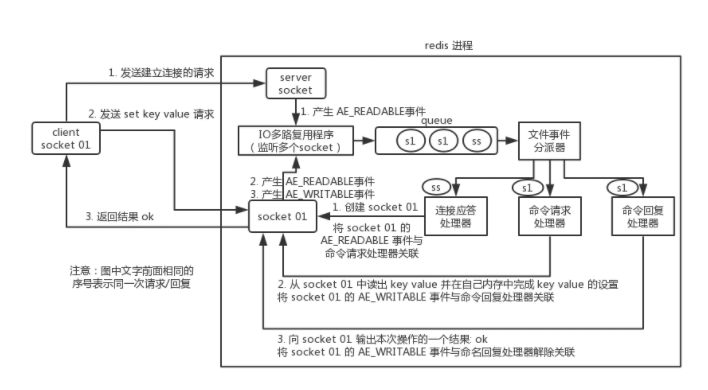 redis 进程
1. 发送建立连接的请求
server
socket
1. 产生 AE_READABLE事件
2. 发送 set key value 请求
queue
client
socket 01
IO多路复用程序
（监听多个socket）
s1
s1
ss
文件事件
分派器
2. 产生 AE_READABLE事件
3. 产生 AE_WRITABLE事件
ss
s1
s1
1. 创建 socket 01
3. 返回结果 ok
socket 01
将 socket 01 的
AE_READABLE 事件与
命令请求处理器关联
连接应答
处理器
命令请求
处理器
命令回复
处理器
注意：图中文字前面相同的
序号表示同一次请求/回复
2. 从 socket 01 中读出 key value 并在自己内存中完成 key value 的设置
将 socket 01 的 AE_WRITABLE 事件与命令回复处理器关联
3. 向 socket 01 输出本次操作的一个结果: ok
将 socket 01 的 AE_WRITABLE 事件与命名回复处理器解除关联